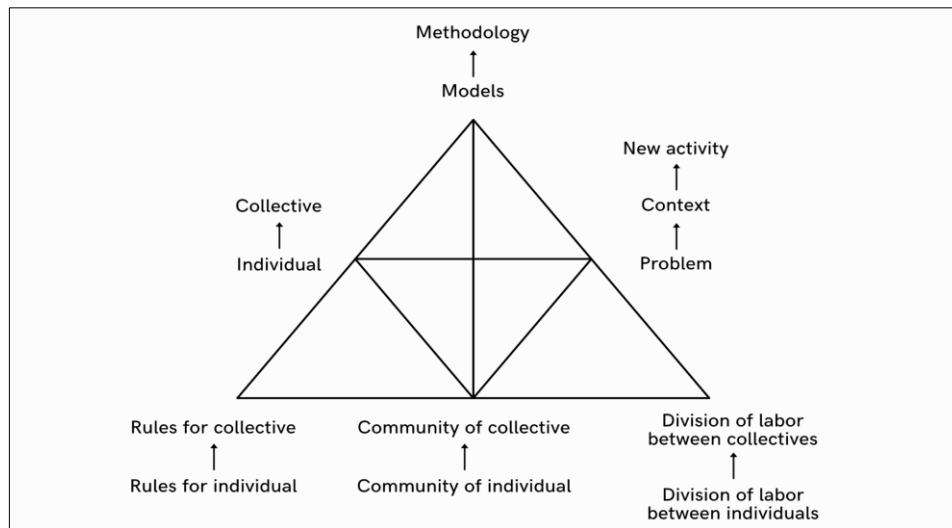 Methodology
Models
New activity
Context
Problem
Collective
Individual
Rules for collective
Rules for individual
Community of collective
Community of individual
Division of labor
between collectives
Division of labor
between individuals